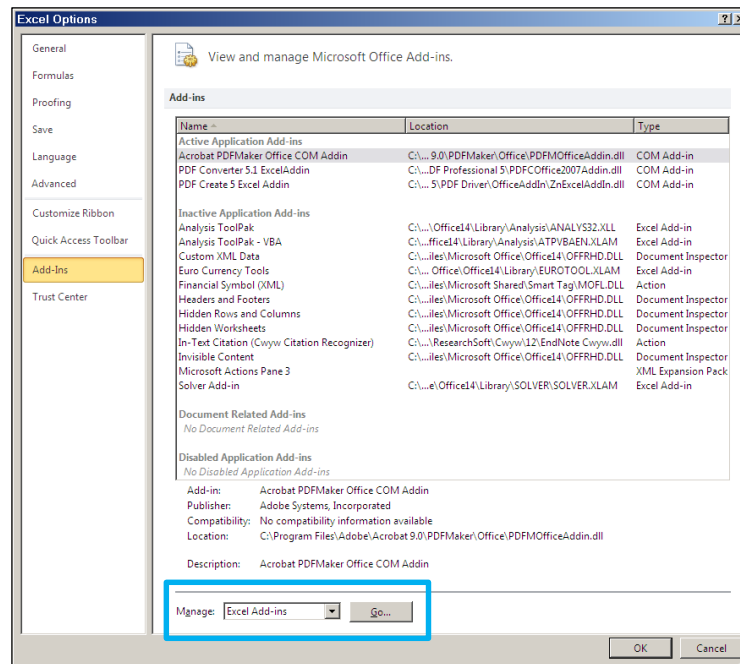 Excel Options
General
Formulas
Proofing
Save
Language
Advanced
Customize Ribbon
Quick Access Toolbar
Add-Ins
Trust Center
View and manage Microsoft Office Add-ins.
Add-ins
Name Location Type
Active Application Add-ins
Acrobat PDFMaker Office COM Addin C:\... 9.0\PDFMaker\Office\PDFMOfficeAddin.dll COM Add-in
PDF Converter 5.1 ExcelAddin C:\...DF Professional 5\PDFCOffice2007Addin.dll COM Add-in
PDF Create 5 Excel Addin C:\... 5\PDF Driver\OfficeAddIn\ZnExcelAddIn.dll COM Add-in
Inactive Application Add-ins
Analysis ToolPak C:\...\Office14\Library\Analysis\ANALYS32.XLL Excel Add-in
Analysis ToolPak - VBA C:\...ffice14\Library\Analysis\ATPVBAEN.XLAM Excel Add-in
Custom XML Data C:\...iles\Microsoft Office\Office14\OFFRHD.DLL Document Inspector
Euro Currency Tools C:\... Office\Office14\Library\EUROTOOL.XLAM Excel Add-in
Financial Symbol (XML) C:\...iles\Microsoft Shared\Smart Tag\MOFL.DLL Action
Headers and Footers C:\...iles\Microsoft Office\Office14\OFFRHD.DLL Document Inspector
Hidden Rows and Columns C:\...iles\Microsoft Office\Office14\OFFRHD.DLL Document Inspector
Hidden Worksheets C:\...iles\Microsoft Office\Office14\OFFRHD.DLL Document Inspector
In-Text Citation (Cwyw Citation Recognizer) C:\...\ResearchSoft\Cwyw\12\EndNote Cwyw.dll Action
Invisible Content C:\...iles\Microsoft Office\Office14\OFFRHD.DLL Document Inspector
Microsoft Actions Pane 3 XML Expansion Pack
Solver Add-in C:\...e\Office14\Library\SOLVER\SOLVER.XLAM Excel Add-in
Document Related Add-ins
No Document Related Add-ins
Disabled Application Add-ins
No Disabled Application Add-ins
Add-in: Acrobat PDFMaker Office COM Addin
Publisher: Adobe Systems, Incorporated
Compatibility: No compatibility information available
Location: C:\Program Files\Adobe\Acrobat 9.0\PDFMaker\Office\PDFMOfficeAddin.dll
Description: Acrobat PDFMaker Office COM Addin
Manage: Excel Add-ins Go...
OK Cancel